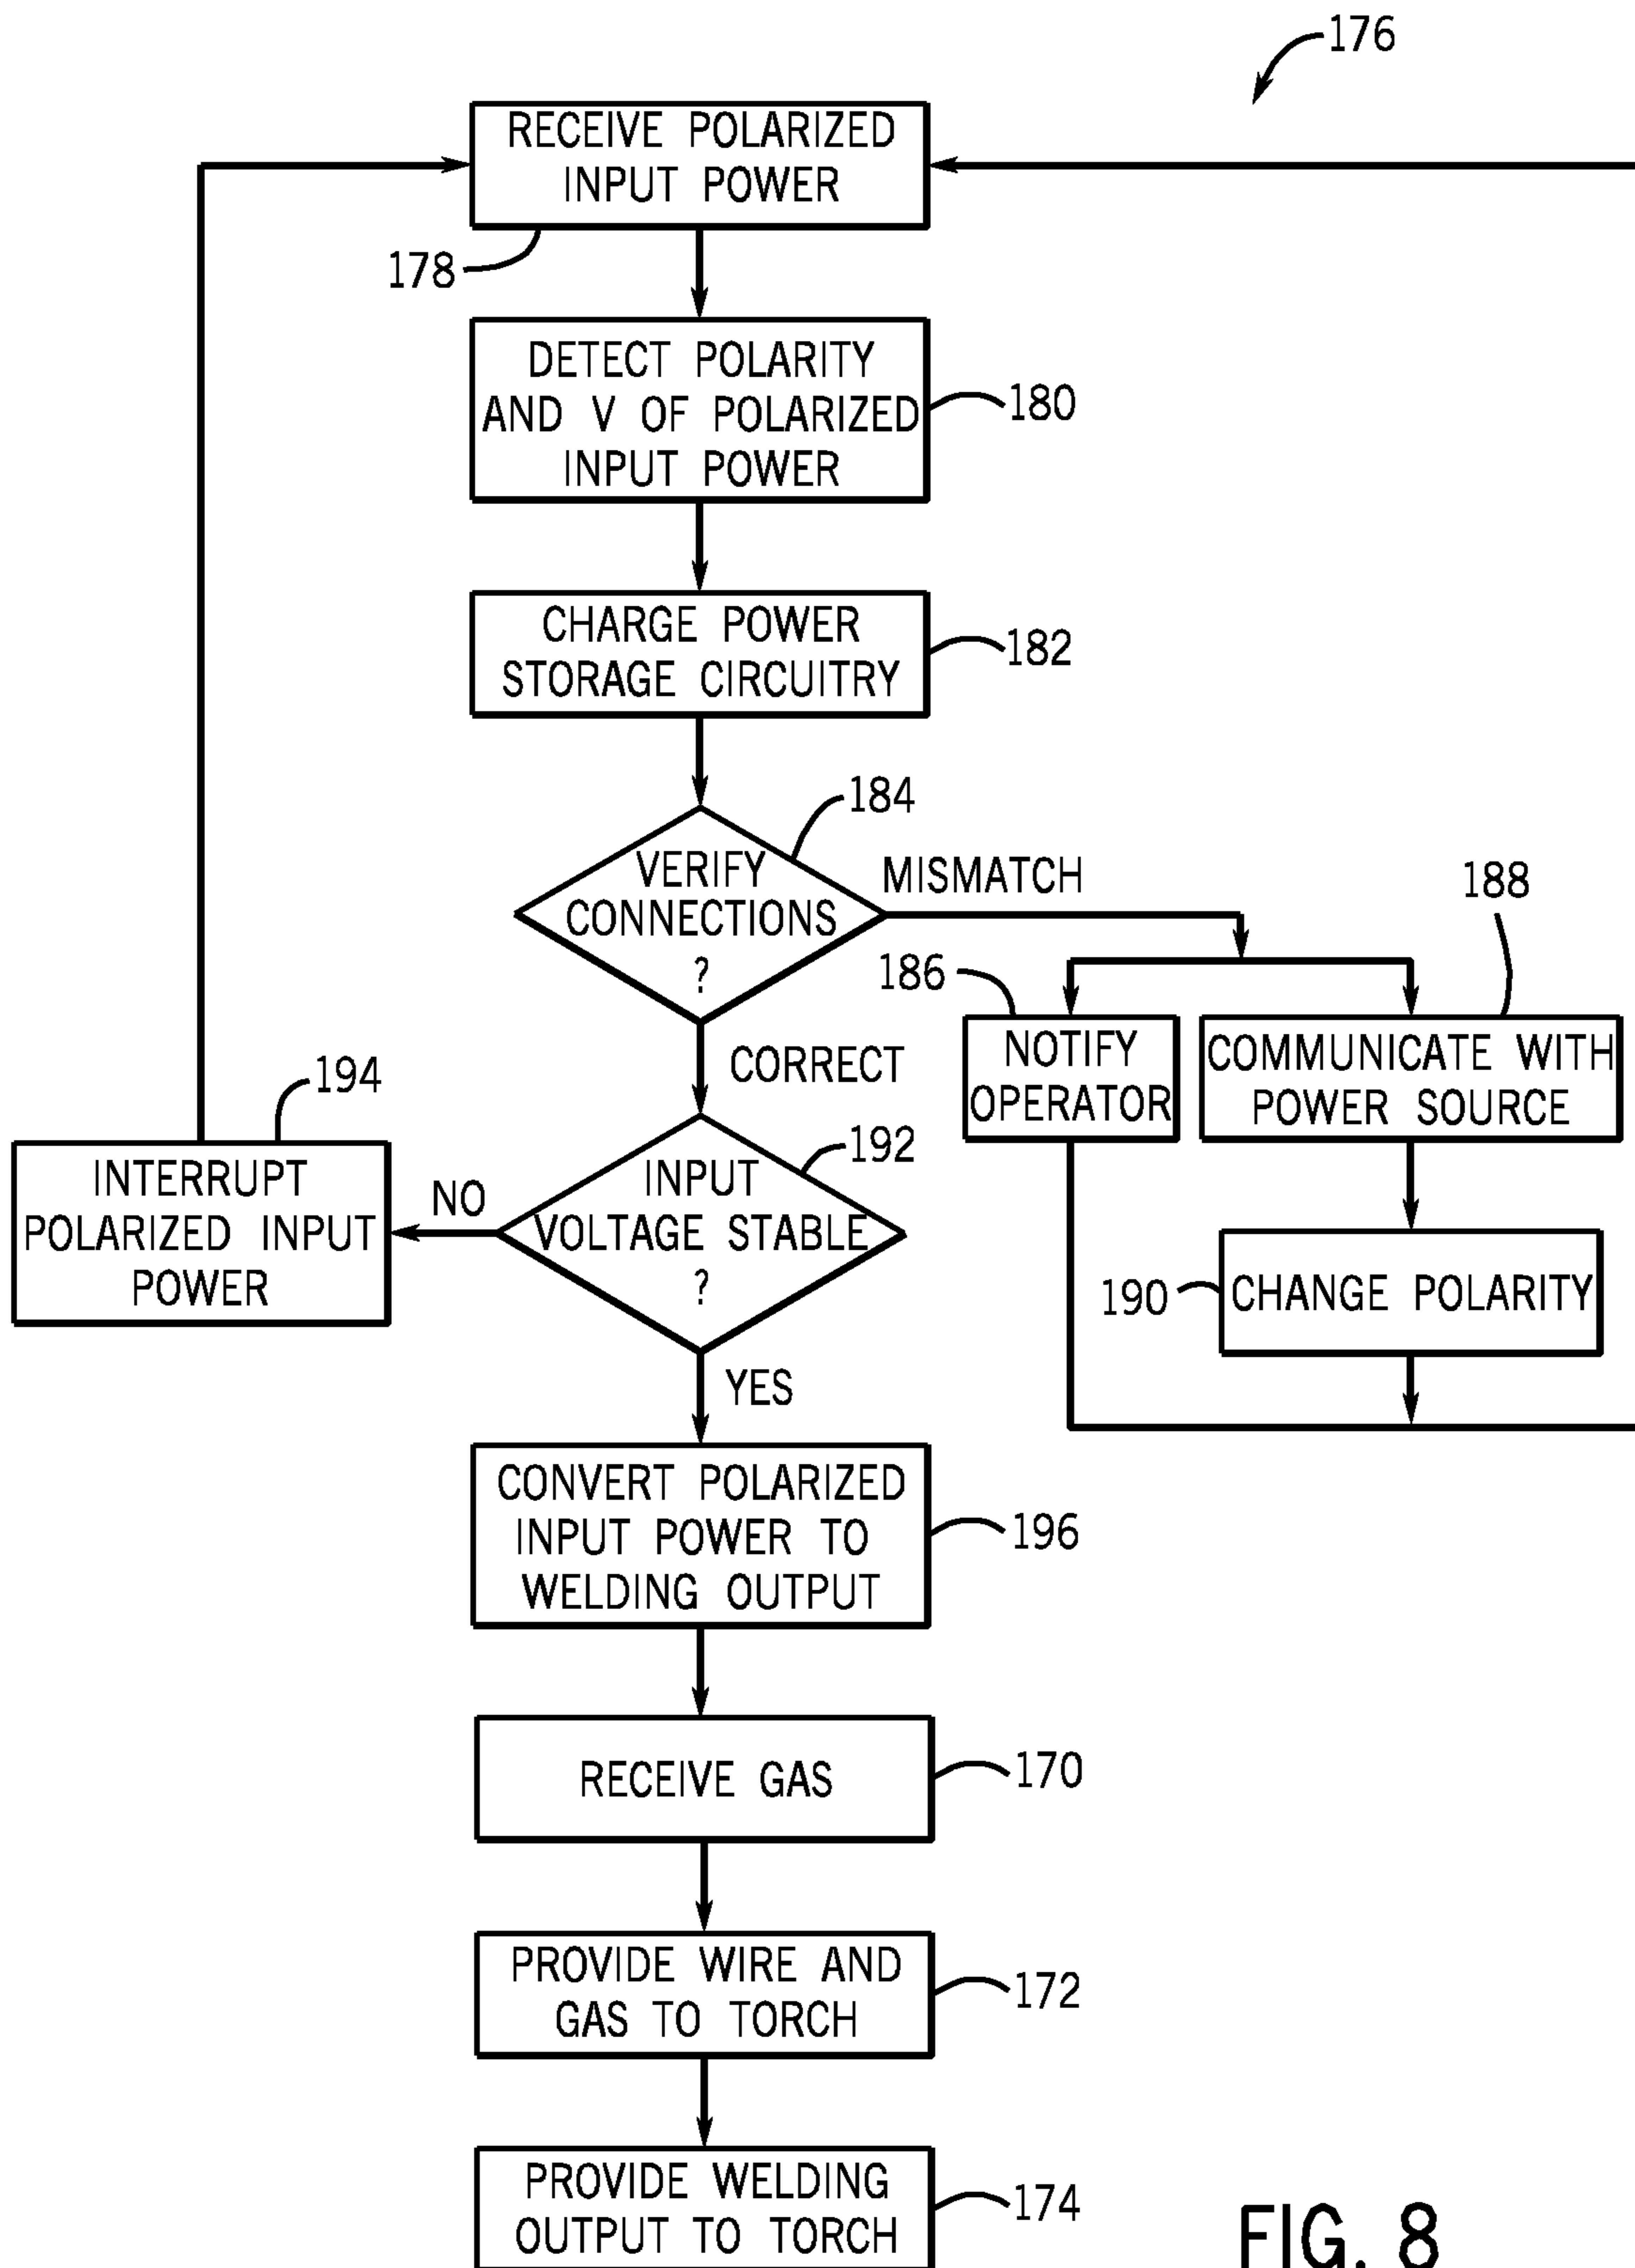 176
RECEIVE POLARIZED
INPUT POWER
178
DETECT POLARITY
AND V OF POLARIZED
INPUT POWER
180
CHARGE POWER
STORAGE CIRCUITRY
182
184
VERIFY
CONNECTIONS
?
MISMATCH
188
186
NOTIFY
OPERATOR
COMMUNICATE WITH
POWER SOURCE
CORRECT
194
192
INTERRUPT
POLARIZED INPUT
POWER
NO
INPUT
VOLTAGE STABLE
?
190
CHANGE POLARITY
YES
CONVERT POLARIZED
INPUT POWER TO
WELDING OUTPUT
196
RECEIVE GAS
170
PROVIDE WIRE AND
GAS TO TORCH
172
PROVIDE WELDING
OUTPUT TO TORCH
174
FIG. 8